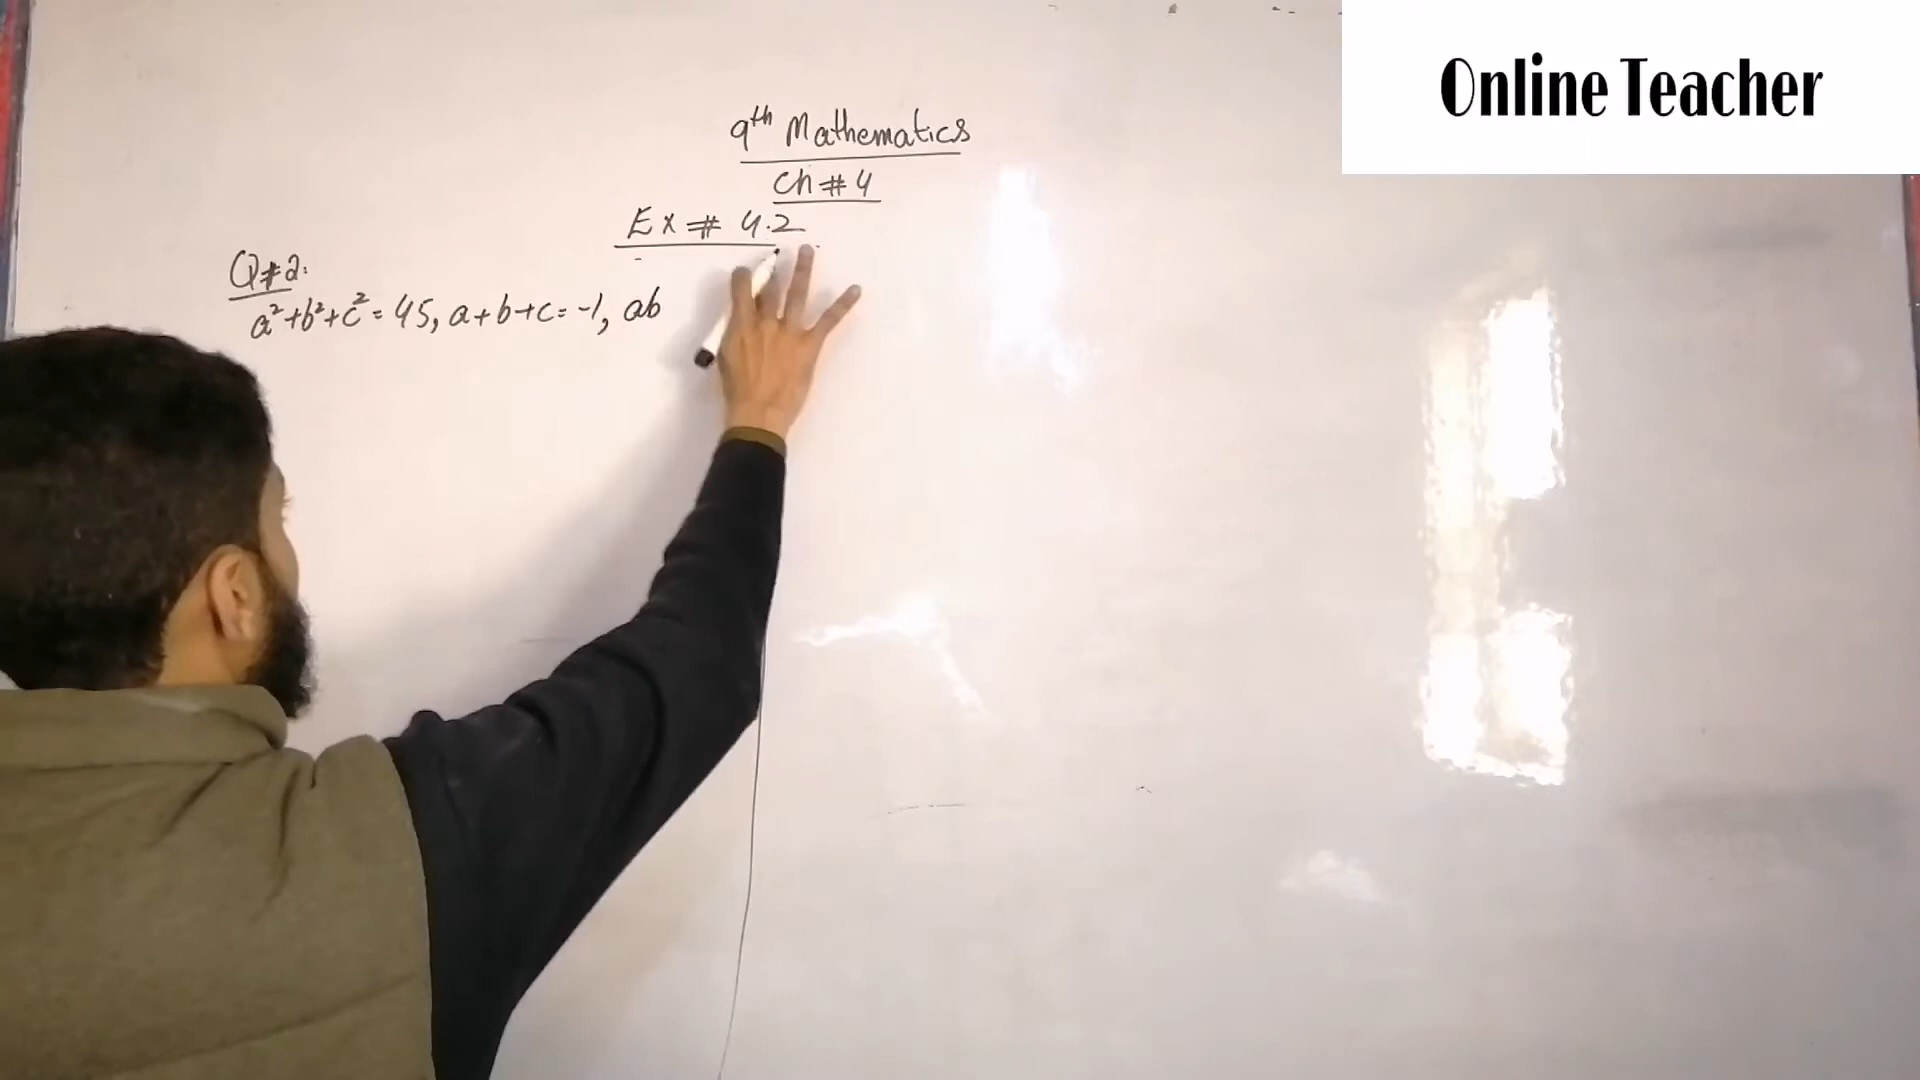 Online Teacher
9th Mathematics
Ch # 4
Ex # 4.2
Q#2:
a²+b²+c² = 45, a+b+c = -1, ab